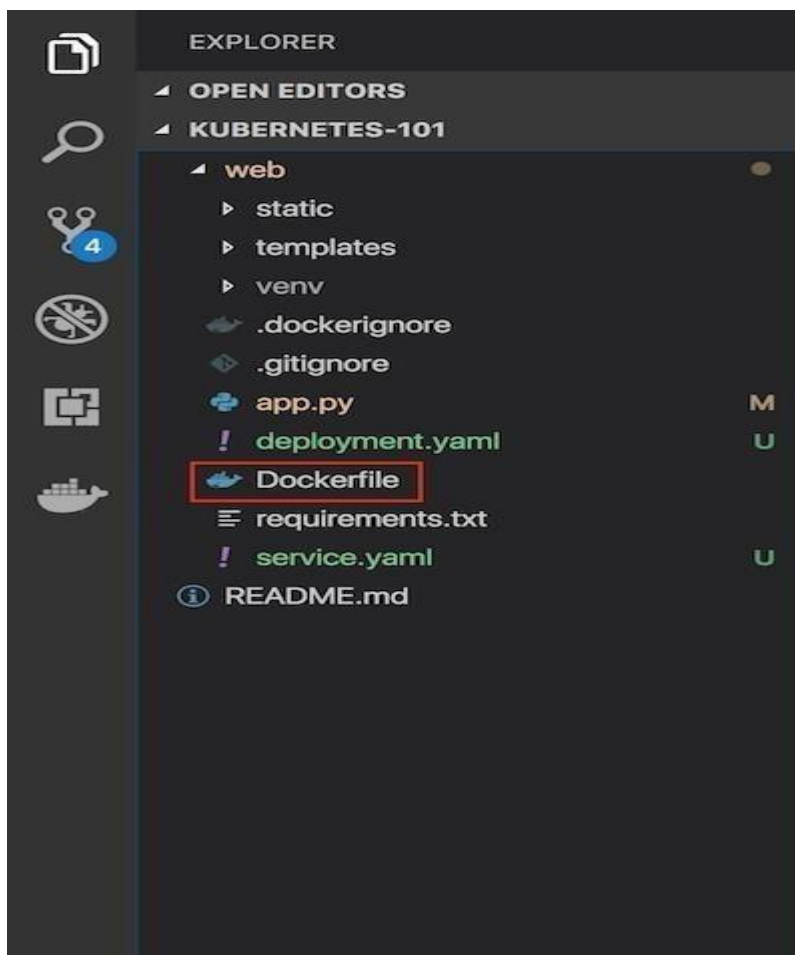 EXPLORER
OPEN EDITORS
KUBERNETES-101
web
static
templates
4
venv
.dockerignore
.gitignore
app.py M
deployment.yaml U
Dockerfile
requirements.txt
service.yaml U
README.md